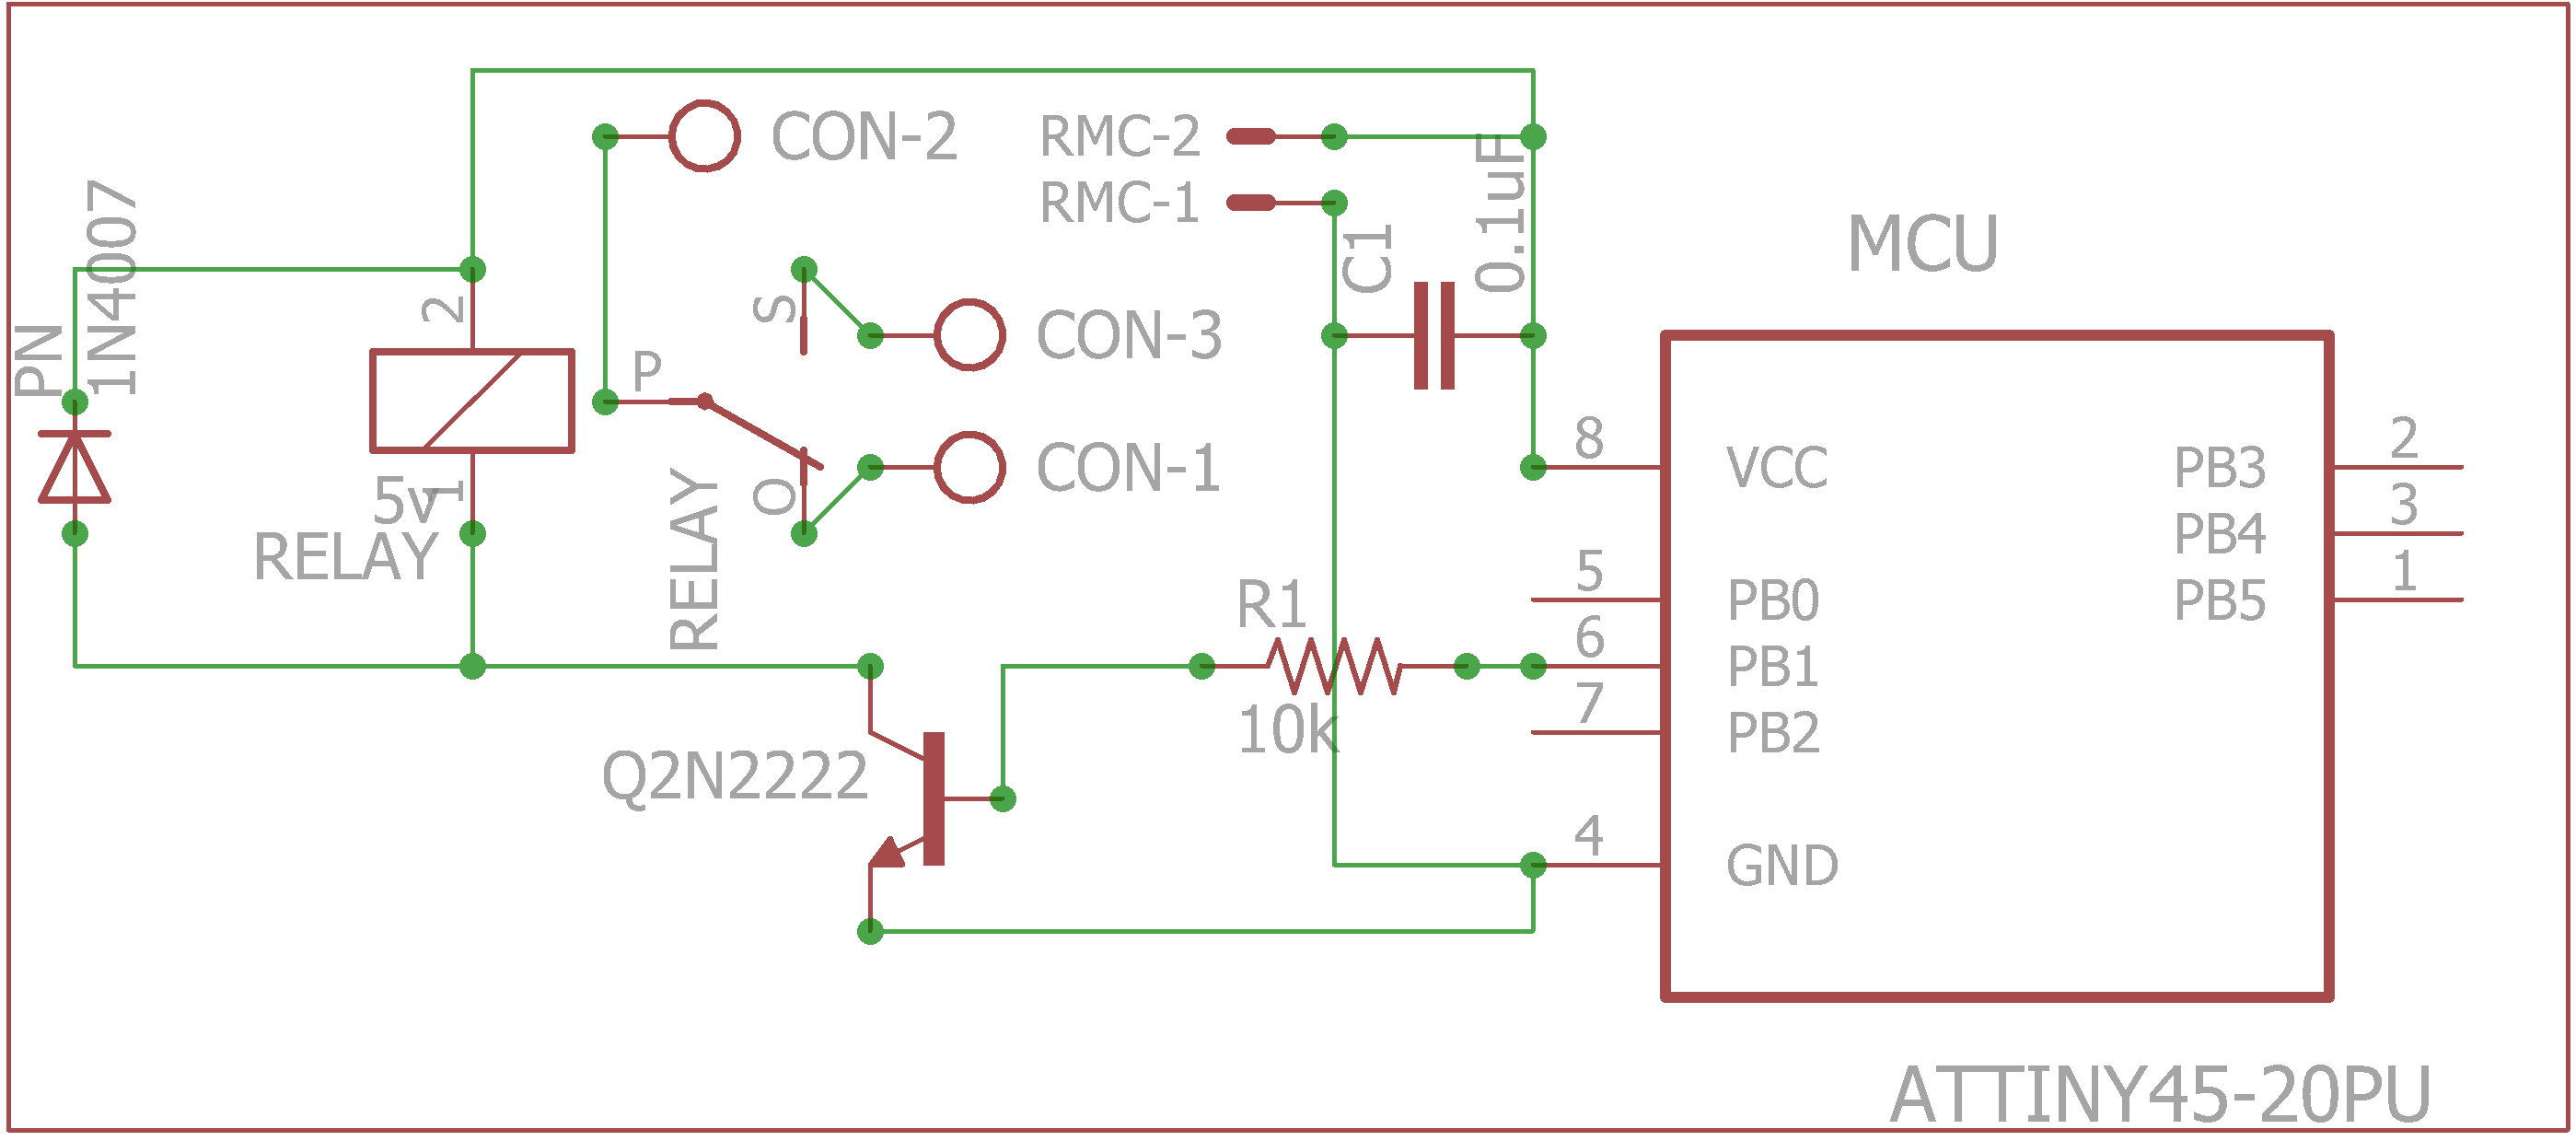 CON-2
RMC-2
RMC-1
0.1uF
C1
MCU
PN
1N4007
2
S
CON-3
P
5v
1
RELAY
O
CON-1
RELAY
R1
10k
Q2N2222
8
VCC
5
PB0
6
PB1
7
PB2
4
GND
PB3
2
PB4
3
PB5
1
ATTINY45-20PU